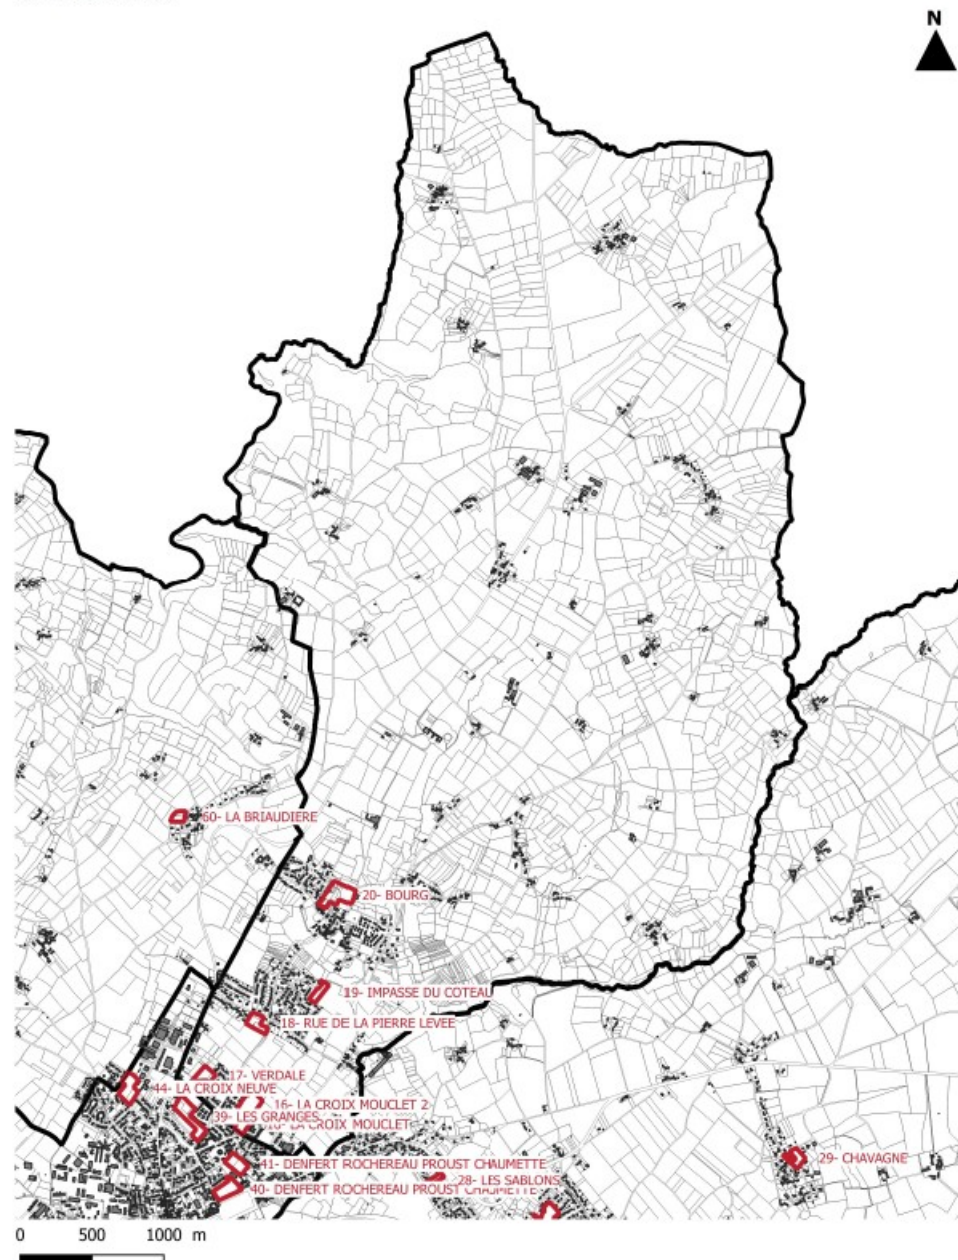 N
60- LA BRIAUDIERE
20- BOURG
19- IMPASSE DU COTEAU
18- RUE DE LA PIERRE LEVEE
17- VERDALE
44- LA CROIX NEUVE
16- LA CROIX MOUCLET 2
39- LES GRANGES
LA CROIX MOUCLET
41- DENFERT ROCHEREAU PROUST CHAUMETTE
29- CHAVAGNE
28- LES SABLONS
40- DENFERT ROCHEREAU PROUST CHAUMETTE
0 500 1000 m